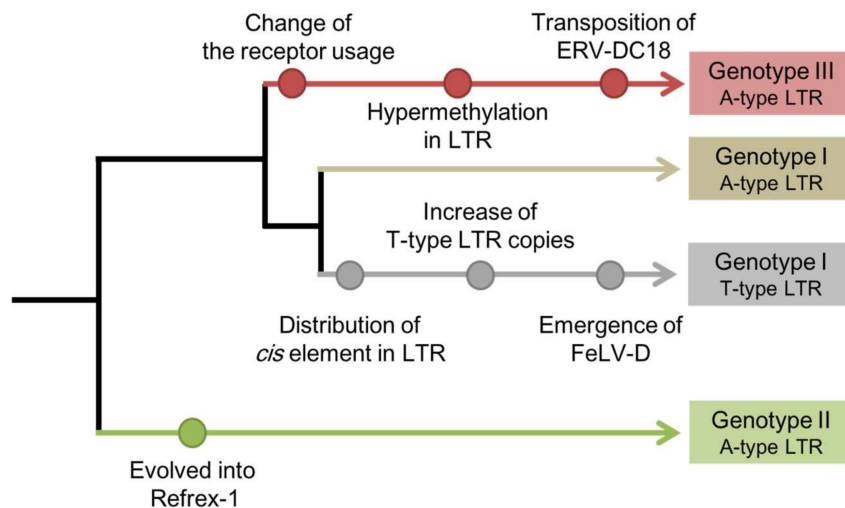 Change of
the receptor usage
Transposition of
ERV-DC18
Genotype III
A-type LTR
Hypermethylation
in LTR
Genotype I
A-type LTR
Increase of
T-type LTR copies
Genotype I
T-type LTR
Distribution of
cis element in LTR
Emergence of
FeLV-D
Genotype II
A-type LTR
Evolved into
Refrex-1